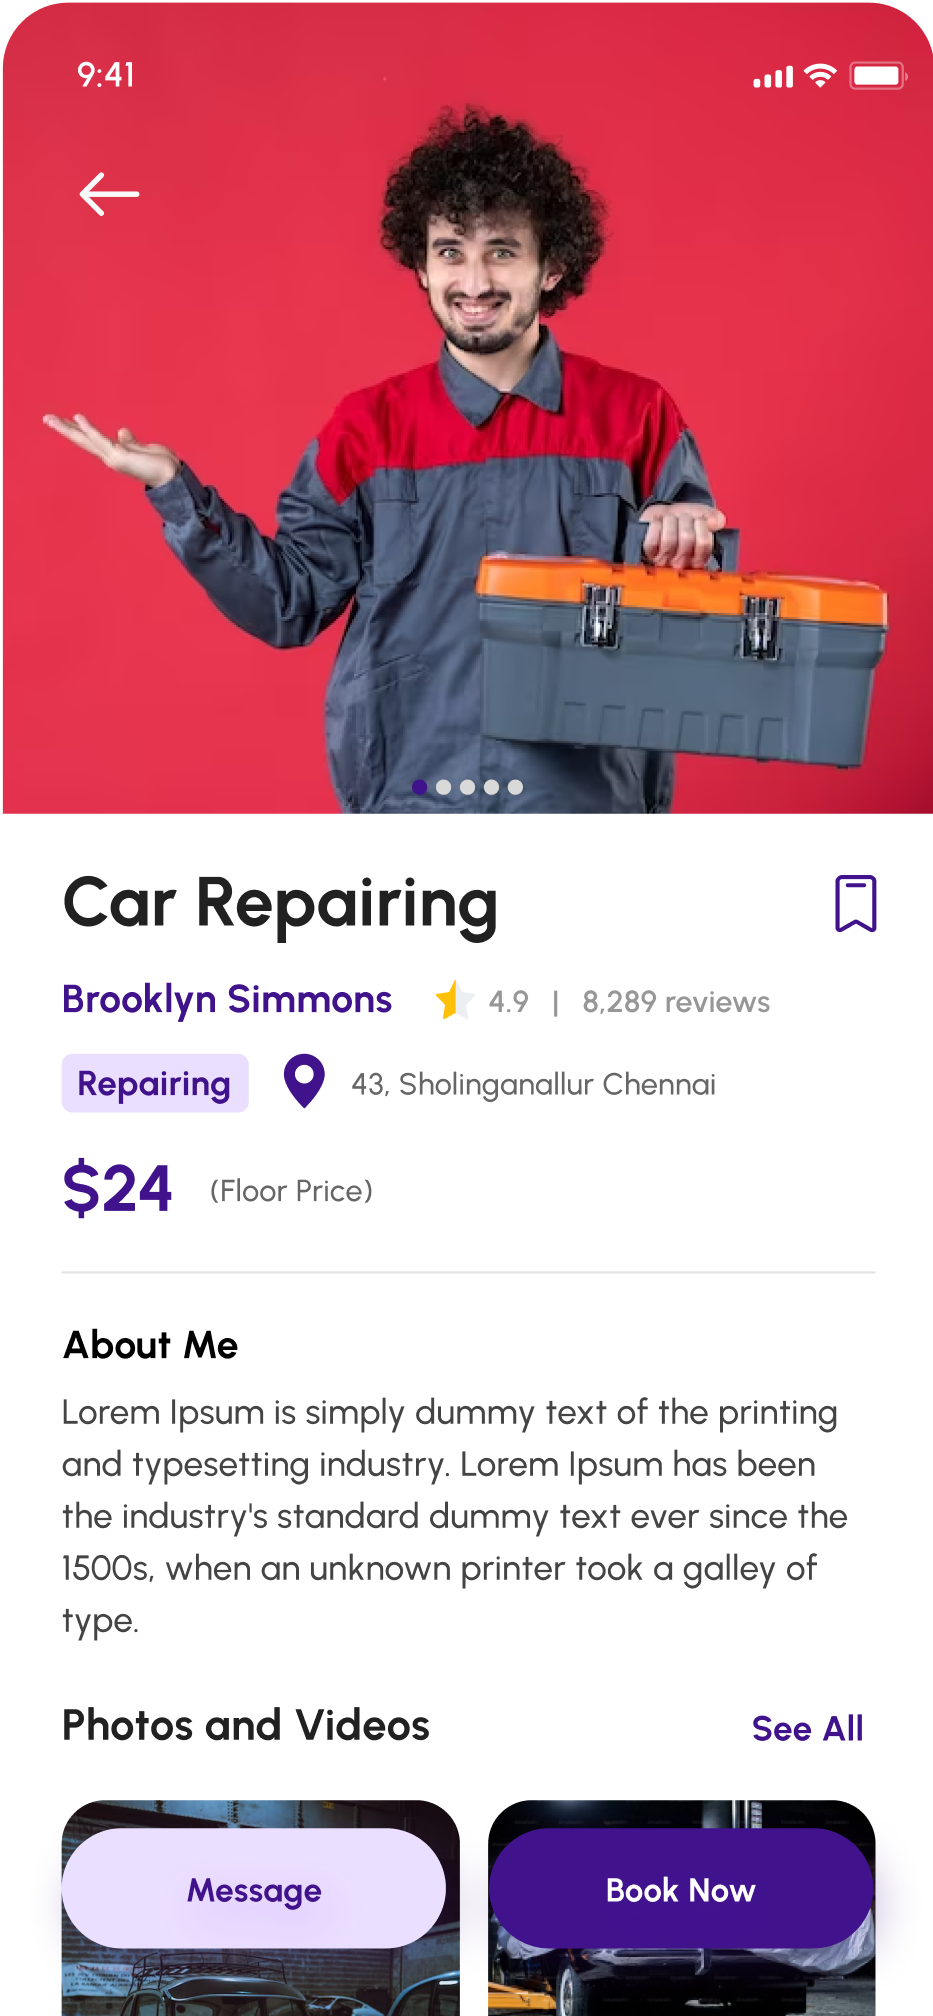 9:41
Car Repairing
Brooklyn Simmons 4.9 | 8,289 reviews
Repairing 43, Sholinganallur Chennai
$24 (Floor Price)
About Me
Lorem Ipsum is simply dummy text of the printing
and typesetting industry. Lorem Ipsum has been
the industry's standard dummy text ever since the
1500s, when an unknown printer took a galley of
type.
Photos and Videos See All
Message Book Now